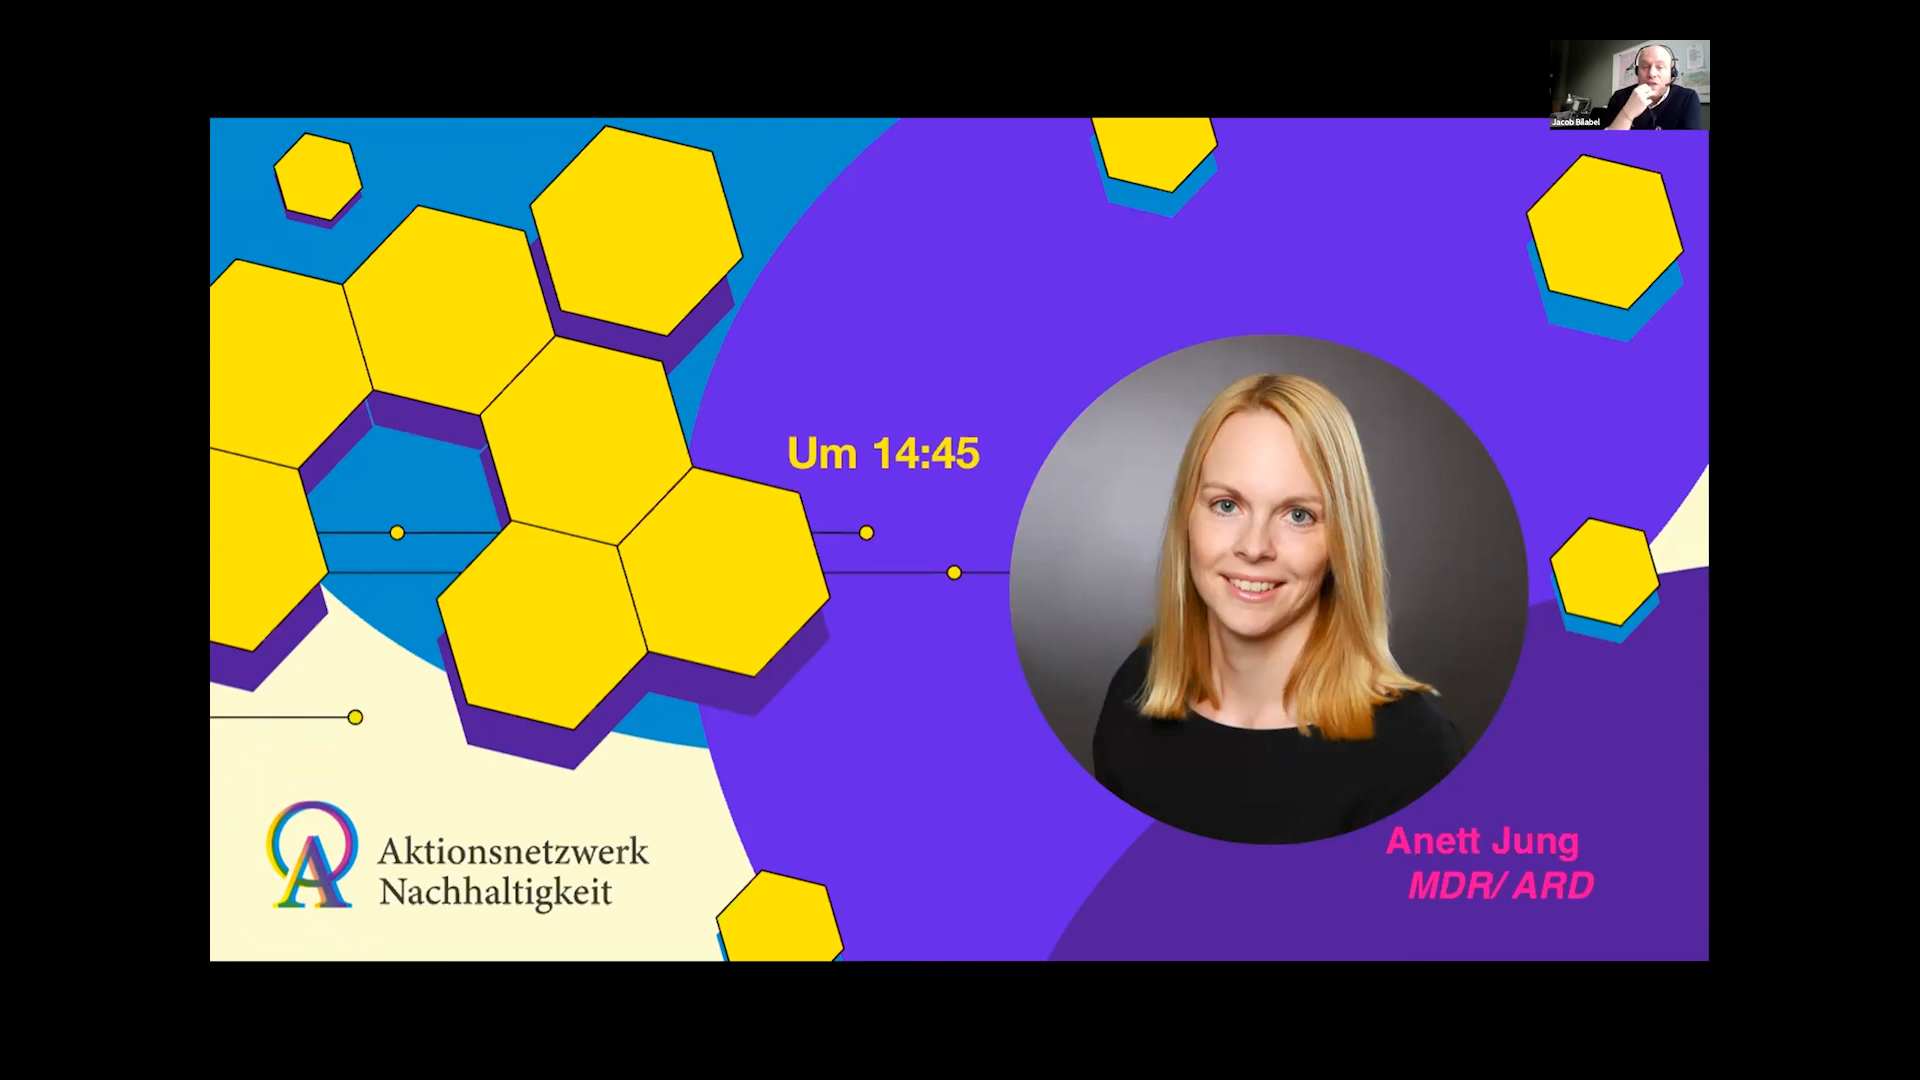 Jacob Bilabel
Um 14:45
Anett Jung
MDR/ ARD
Aktionsnetzwerk
Nachhaltigkeit